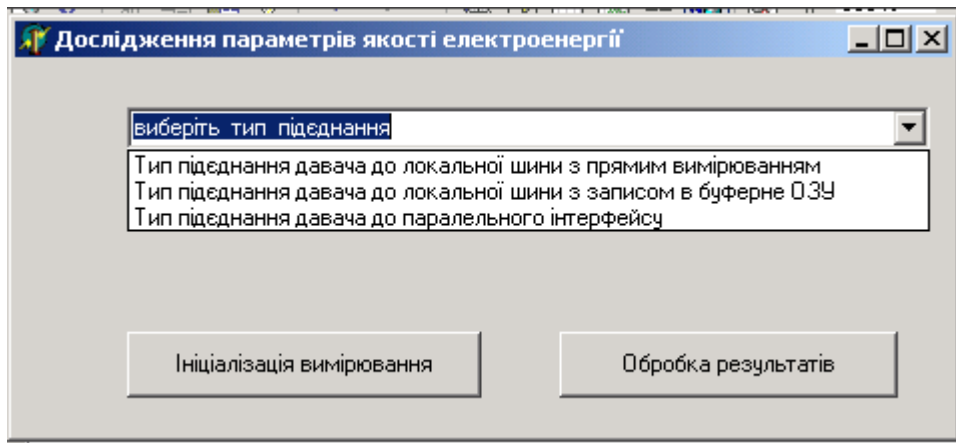 Дослідження параметрів якості електроенергії
виберіть тип підєднання
Тип підєднання давача до локальної шини з прямим вимірюванням
Тип підєднання давача до локальної шини з записом в буферне ОЗУ
Тип підєднання давача до паралельного інтерфейсу
Ініціалізація вимірювання
Обробка результатів